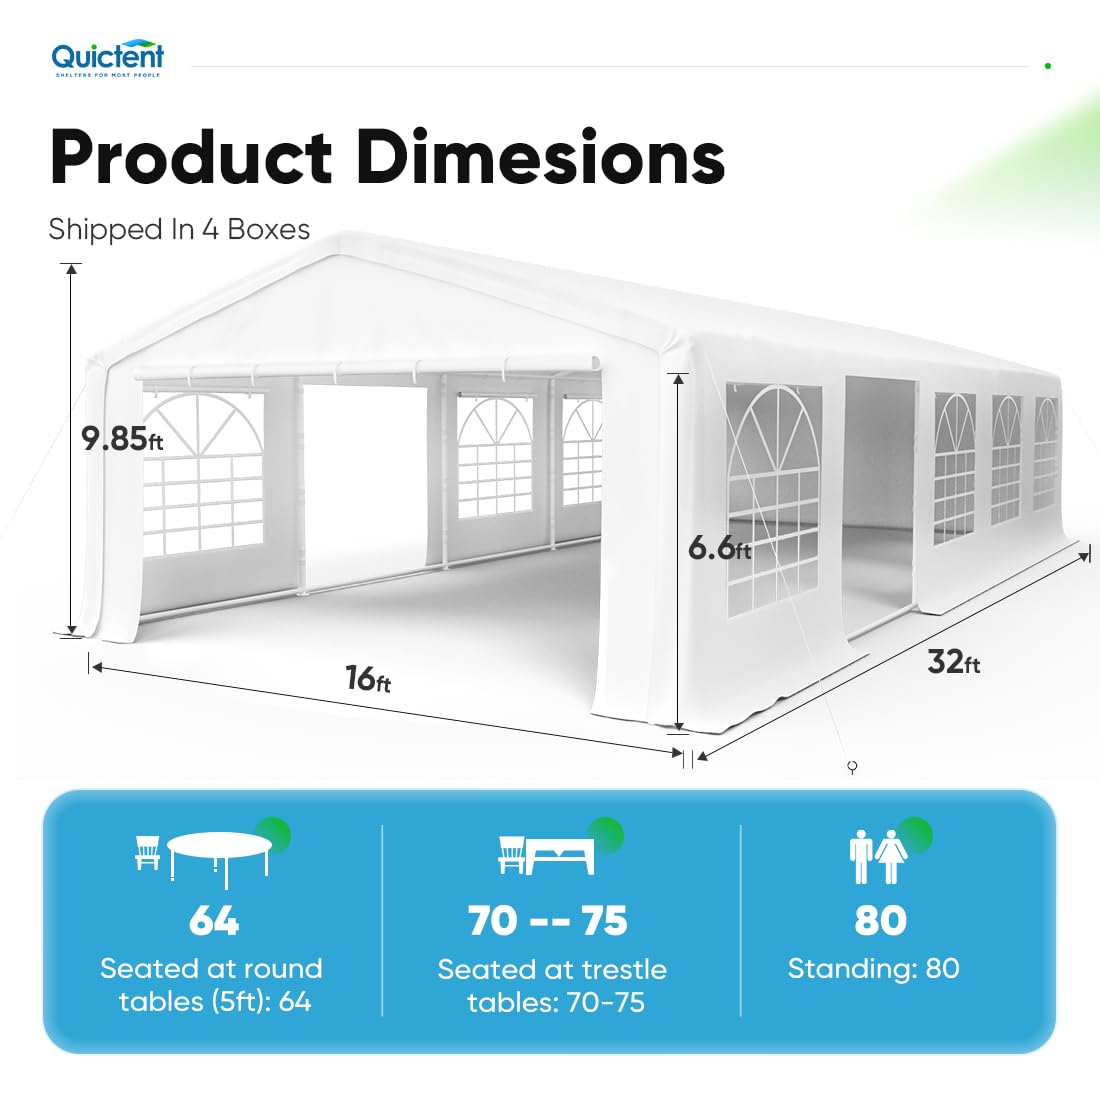 Quictent
SHELTERS FOR MOST PEOPLE
Product Dimesions
Shipped In 4 Boxes
9.85ft
6.6ft
16ft
32ft
64
Seated at round
tables (5ft): 64
70 -- 75
Seated at trestle
tables: 70-75
80
Standing: 80